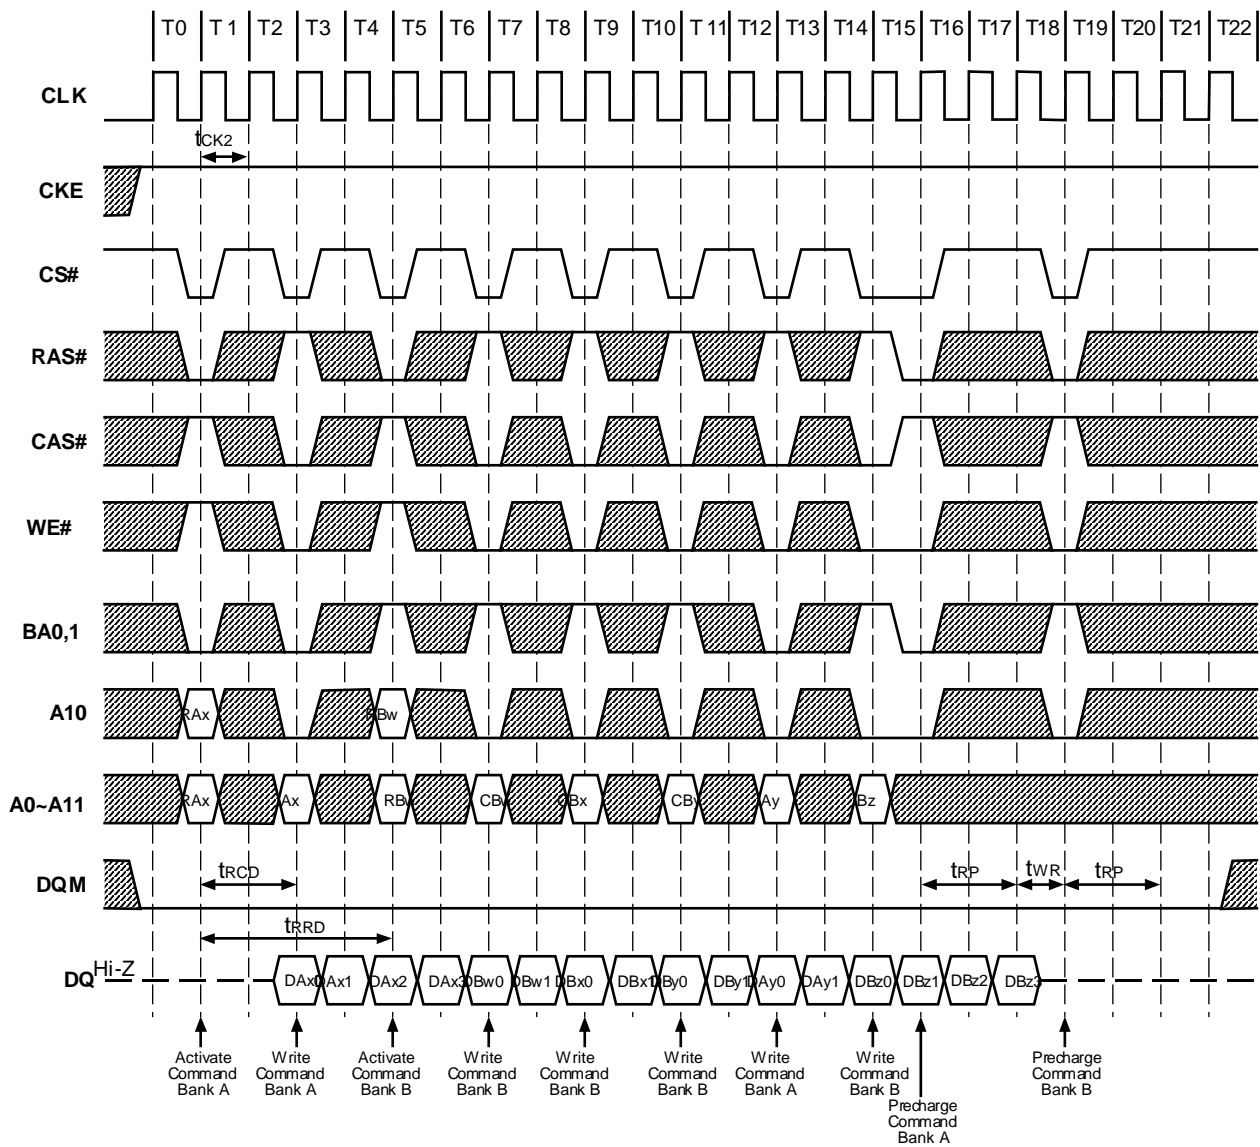 T0 T1 T2 T3 T4 T5 T6 T7 T8 T9 T10 T11 T12 T13 T14 T15 T16 T17 T18 T19 T20 T21 T22
CLK
tCK2
CKE
CS#
RAS#
CAS#
WE#
BA0,1
A10 RAx RBw
A0~A11 RAx Ax RBw CBx Ay Bz
DQM tRCD tRP tWR tRP
tRRD
Hi-Z
DQ DAx0 DAx1 DAx2 DAx3 DBw0 DBw1 DBx0 DBx1 DBy0 DBy1 DAy0 DAy1 DBz0 DBz1 DBz2 DBz3
Activate Write Activate Write Write Write Write Write Precharge
Command Command Command Command Command Command Command Command Command
Bank A Bank A Bank B Bank B Bank B Bank B Bank A Bank B Bank B
Precharge
Command
Bank A